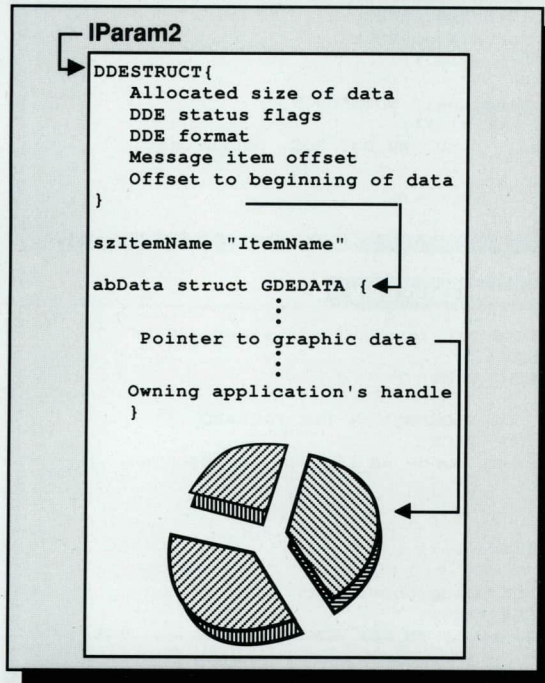 lParam2
DDESTRUCT{
Allocated size of data
DDE status flags
DDE format
Message item offset
Offset to beginning of data
}
szItemName "ItemName"
abData struct GDEDATA {
Pointer to graphic data
Owning application's handle
}